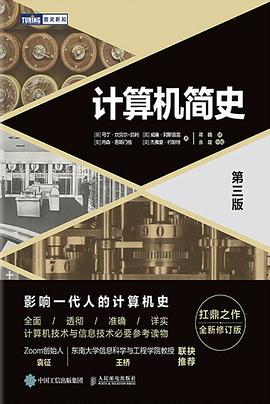 TURING 图灵新知
计算机简史
[英]马丁·坎贝尔-凯利 [美]威廉·阿斯普雷 著 蒋楠 译
[美]内森·恩斯门格 [美]杰弗里·约斯特
第三版
影响一代人的计算机史
全面 / 透彻 / 准确 / 详实
计算机技术与信息技术必要参考读物
扛鼎之作
全新修订版
Zoom创始人 东南大学信息科学与工程学院教授 联袂
袁征 王桥 推荐
中国工信出版集团 人民邮电出版社